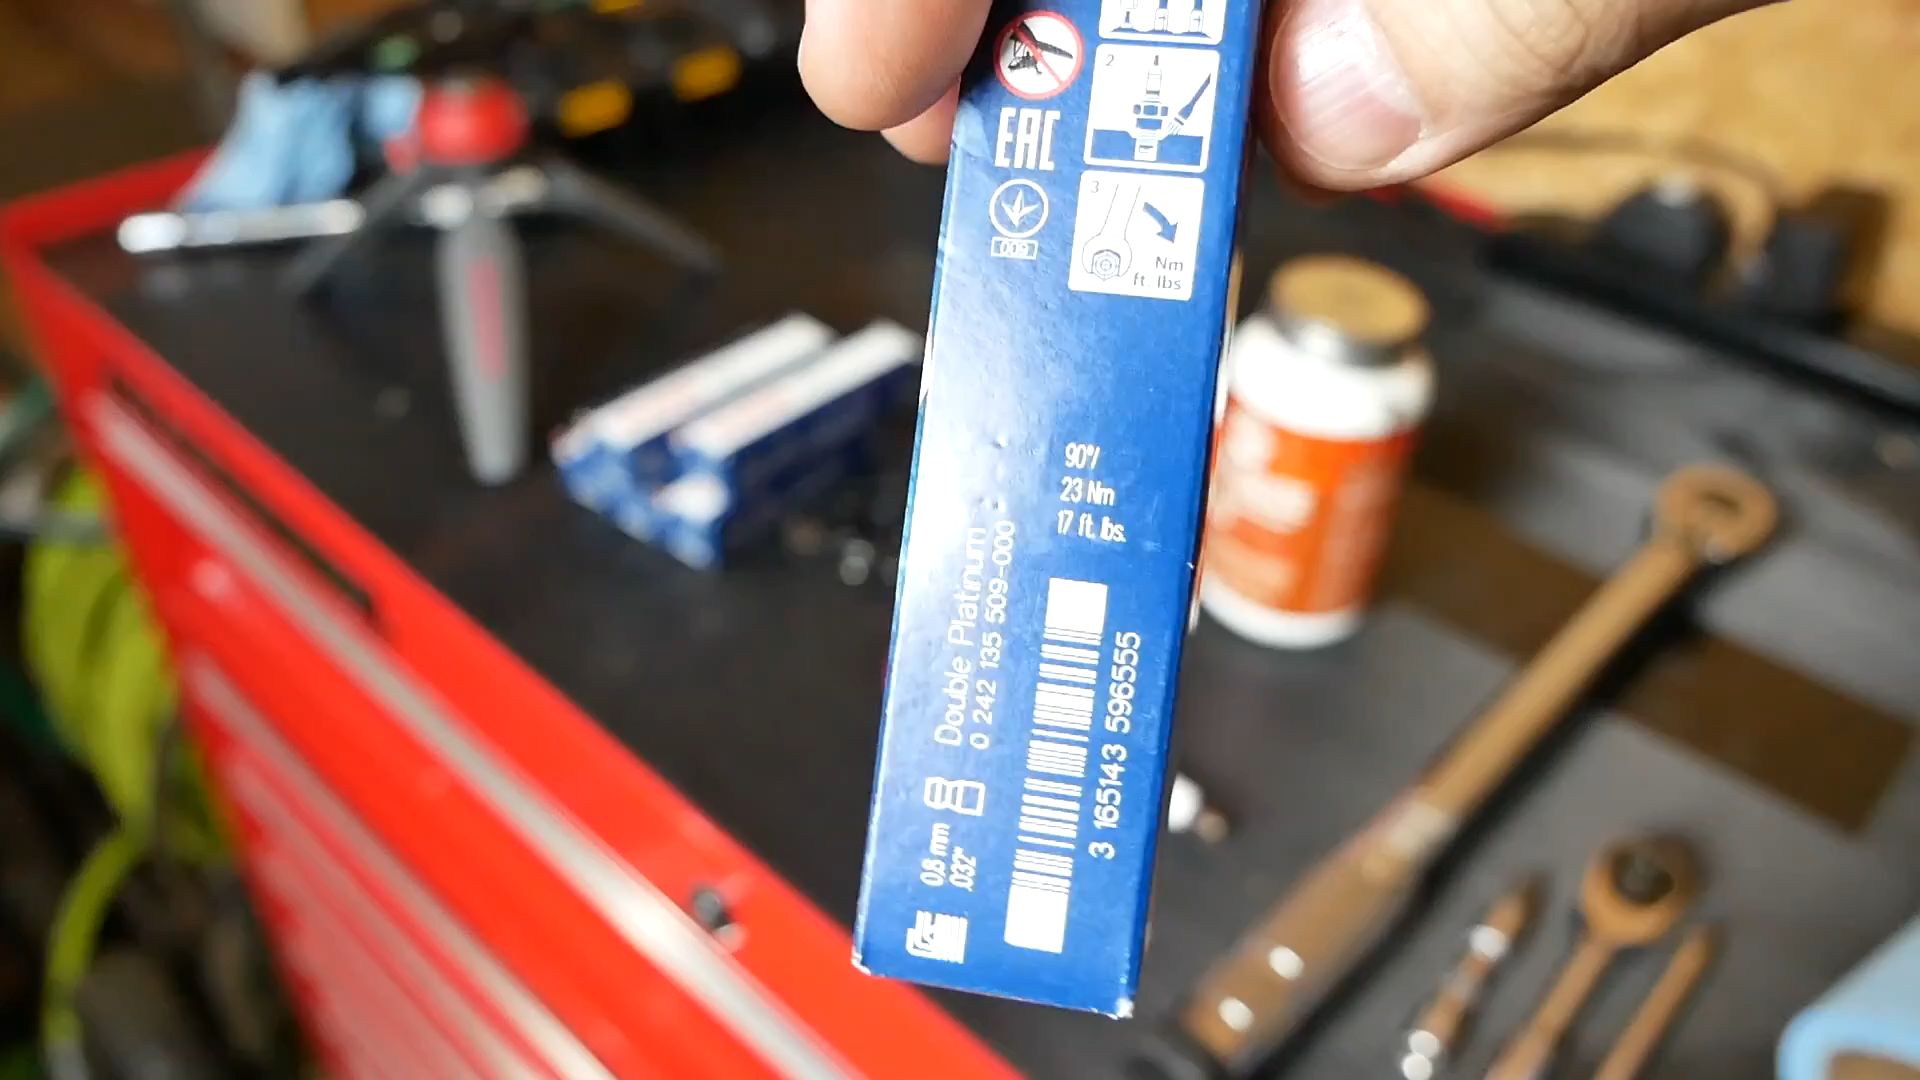 2
EAC
3
009
Nm
ft. lbs
90°/
23 Nm
17 ft. lbs.
Double Platinum
0 242 135 509-000
3 165143 596555
0,8 mm
.032"